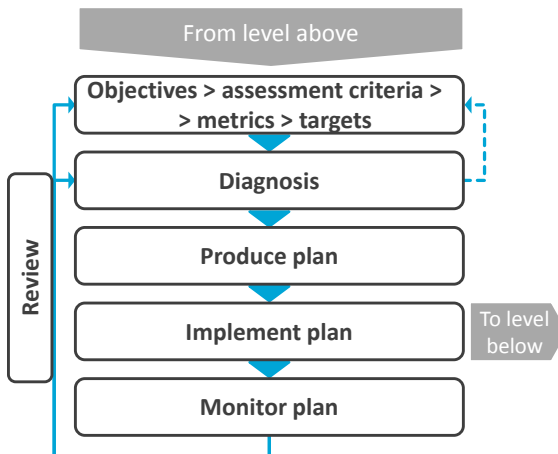 From level above
Objectives > assessment criteria >
> metrics > targets
Diagnosis
Produce plan
Implement plan
To level
below
Monitor plan
Review